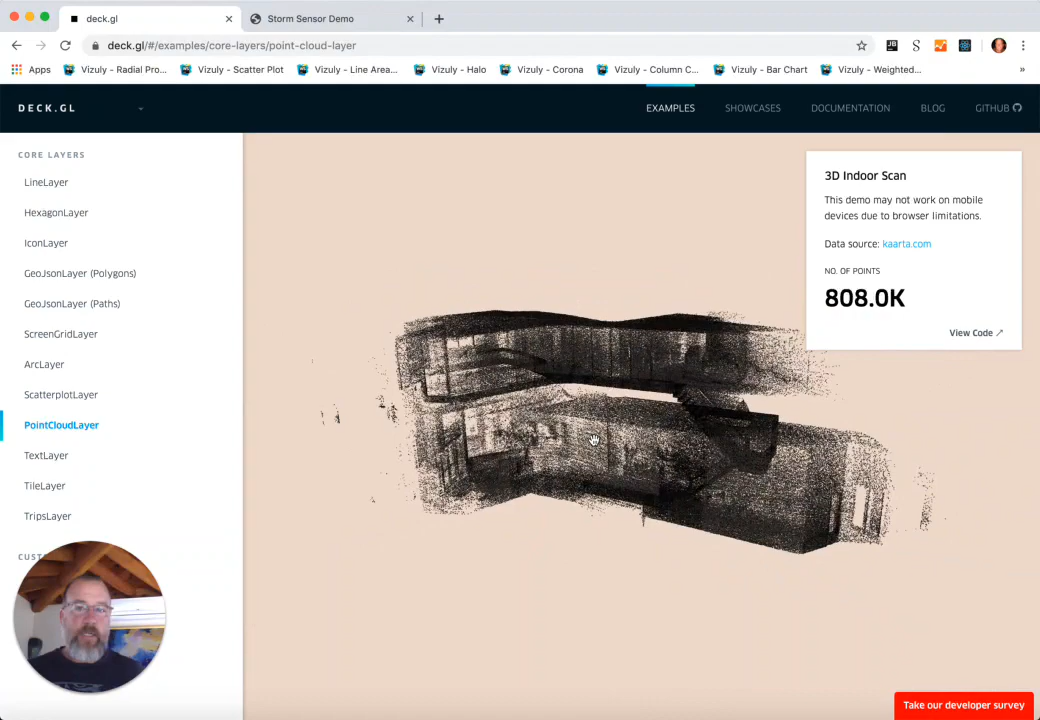 deck.gl
Storm Sensor Demo
deck.gl/#/examples/core-layers/point-cloud-layer
JB
S
Apps
Vizuly - Radial Pro...
Vizuly - Scatter Plot
Vizuly - Line Area...
Vizuly - Halo
Vizuly - Corona
Vizuly - Column C...
Vizuly - Bar Chart
Vizuly - Weighted...
»
DECK.GL
EXAMPLES
SHOWCASES
DOCUMENTATION
BLOG
GITHUB
CORE LAYERS
LineLayer
HexagonLayer
IconLayer
GeoJsonLayer (Polygons)
GeoJsonLayer (Paths)
ScreenGridLayer
ArcLayer
ScatterplotLayer
PointCloudLayer
TextLayer
TileLayer
TripsLayer
CUST
3D Indoor Scan
This demo may not work on mobile
devices due to browser limitations.
Data source: kaarta.com
NO. OF POINTS
808.0K
View Code ↗
Take our developer survey